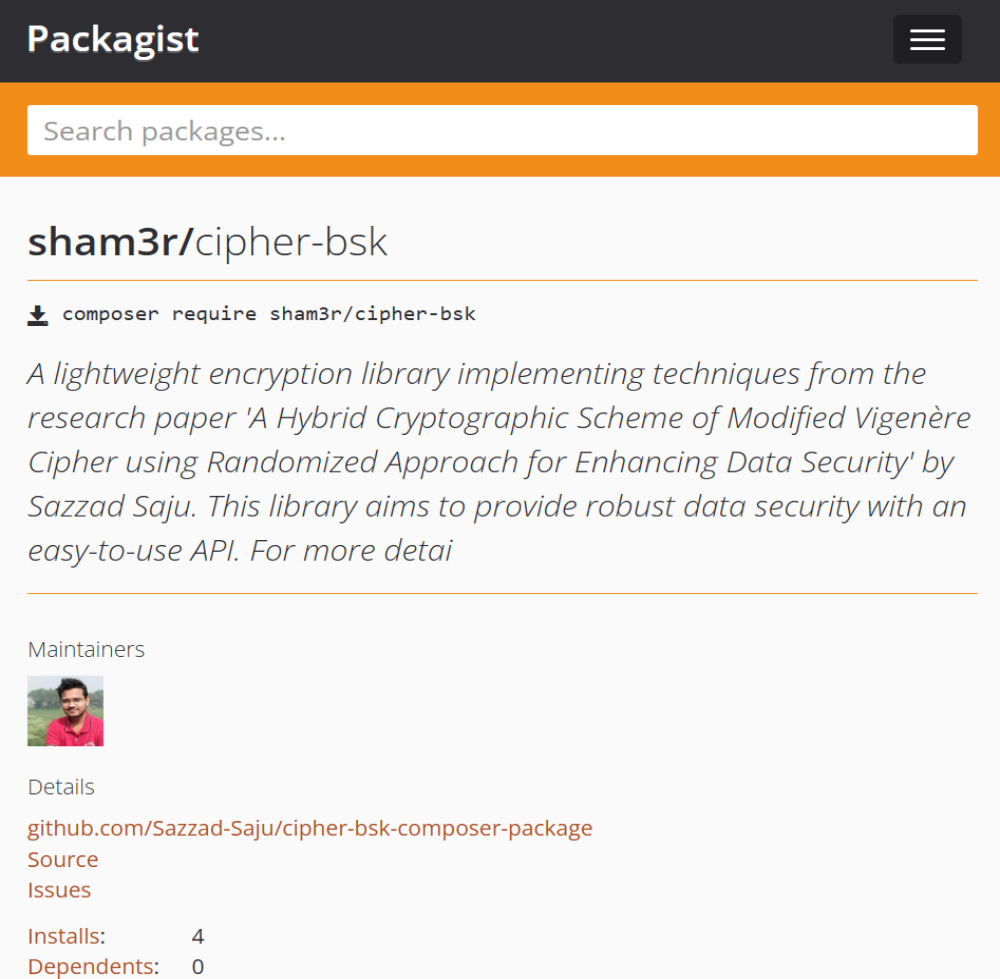 Packagist
Search packages...
sham3r/cipher-bsk
composer require sham3r/cipher-bsk
A lightweight encryption library implementing techniques from the
research paper 'A Hybrid Cryptographic Scheme of Modified Vigenère
Cipher using Randomized Approach for Enhancing Data Security' by
Sazzad Saju. This library aims to provide robust data security with an
easy-to-use API. For more detai
Maintainers
Details
github.com/Sazzad-Saju/cipher-bsk-composer-package
Source
Issues
Installs: 4
Dependents: 0